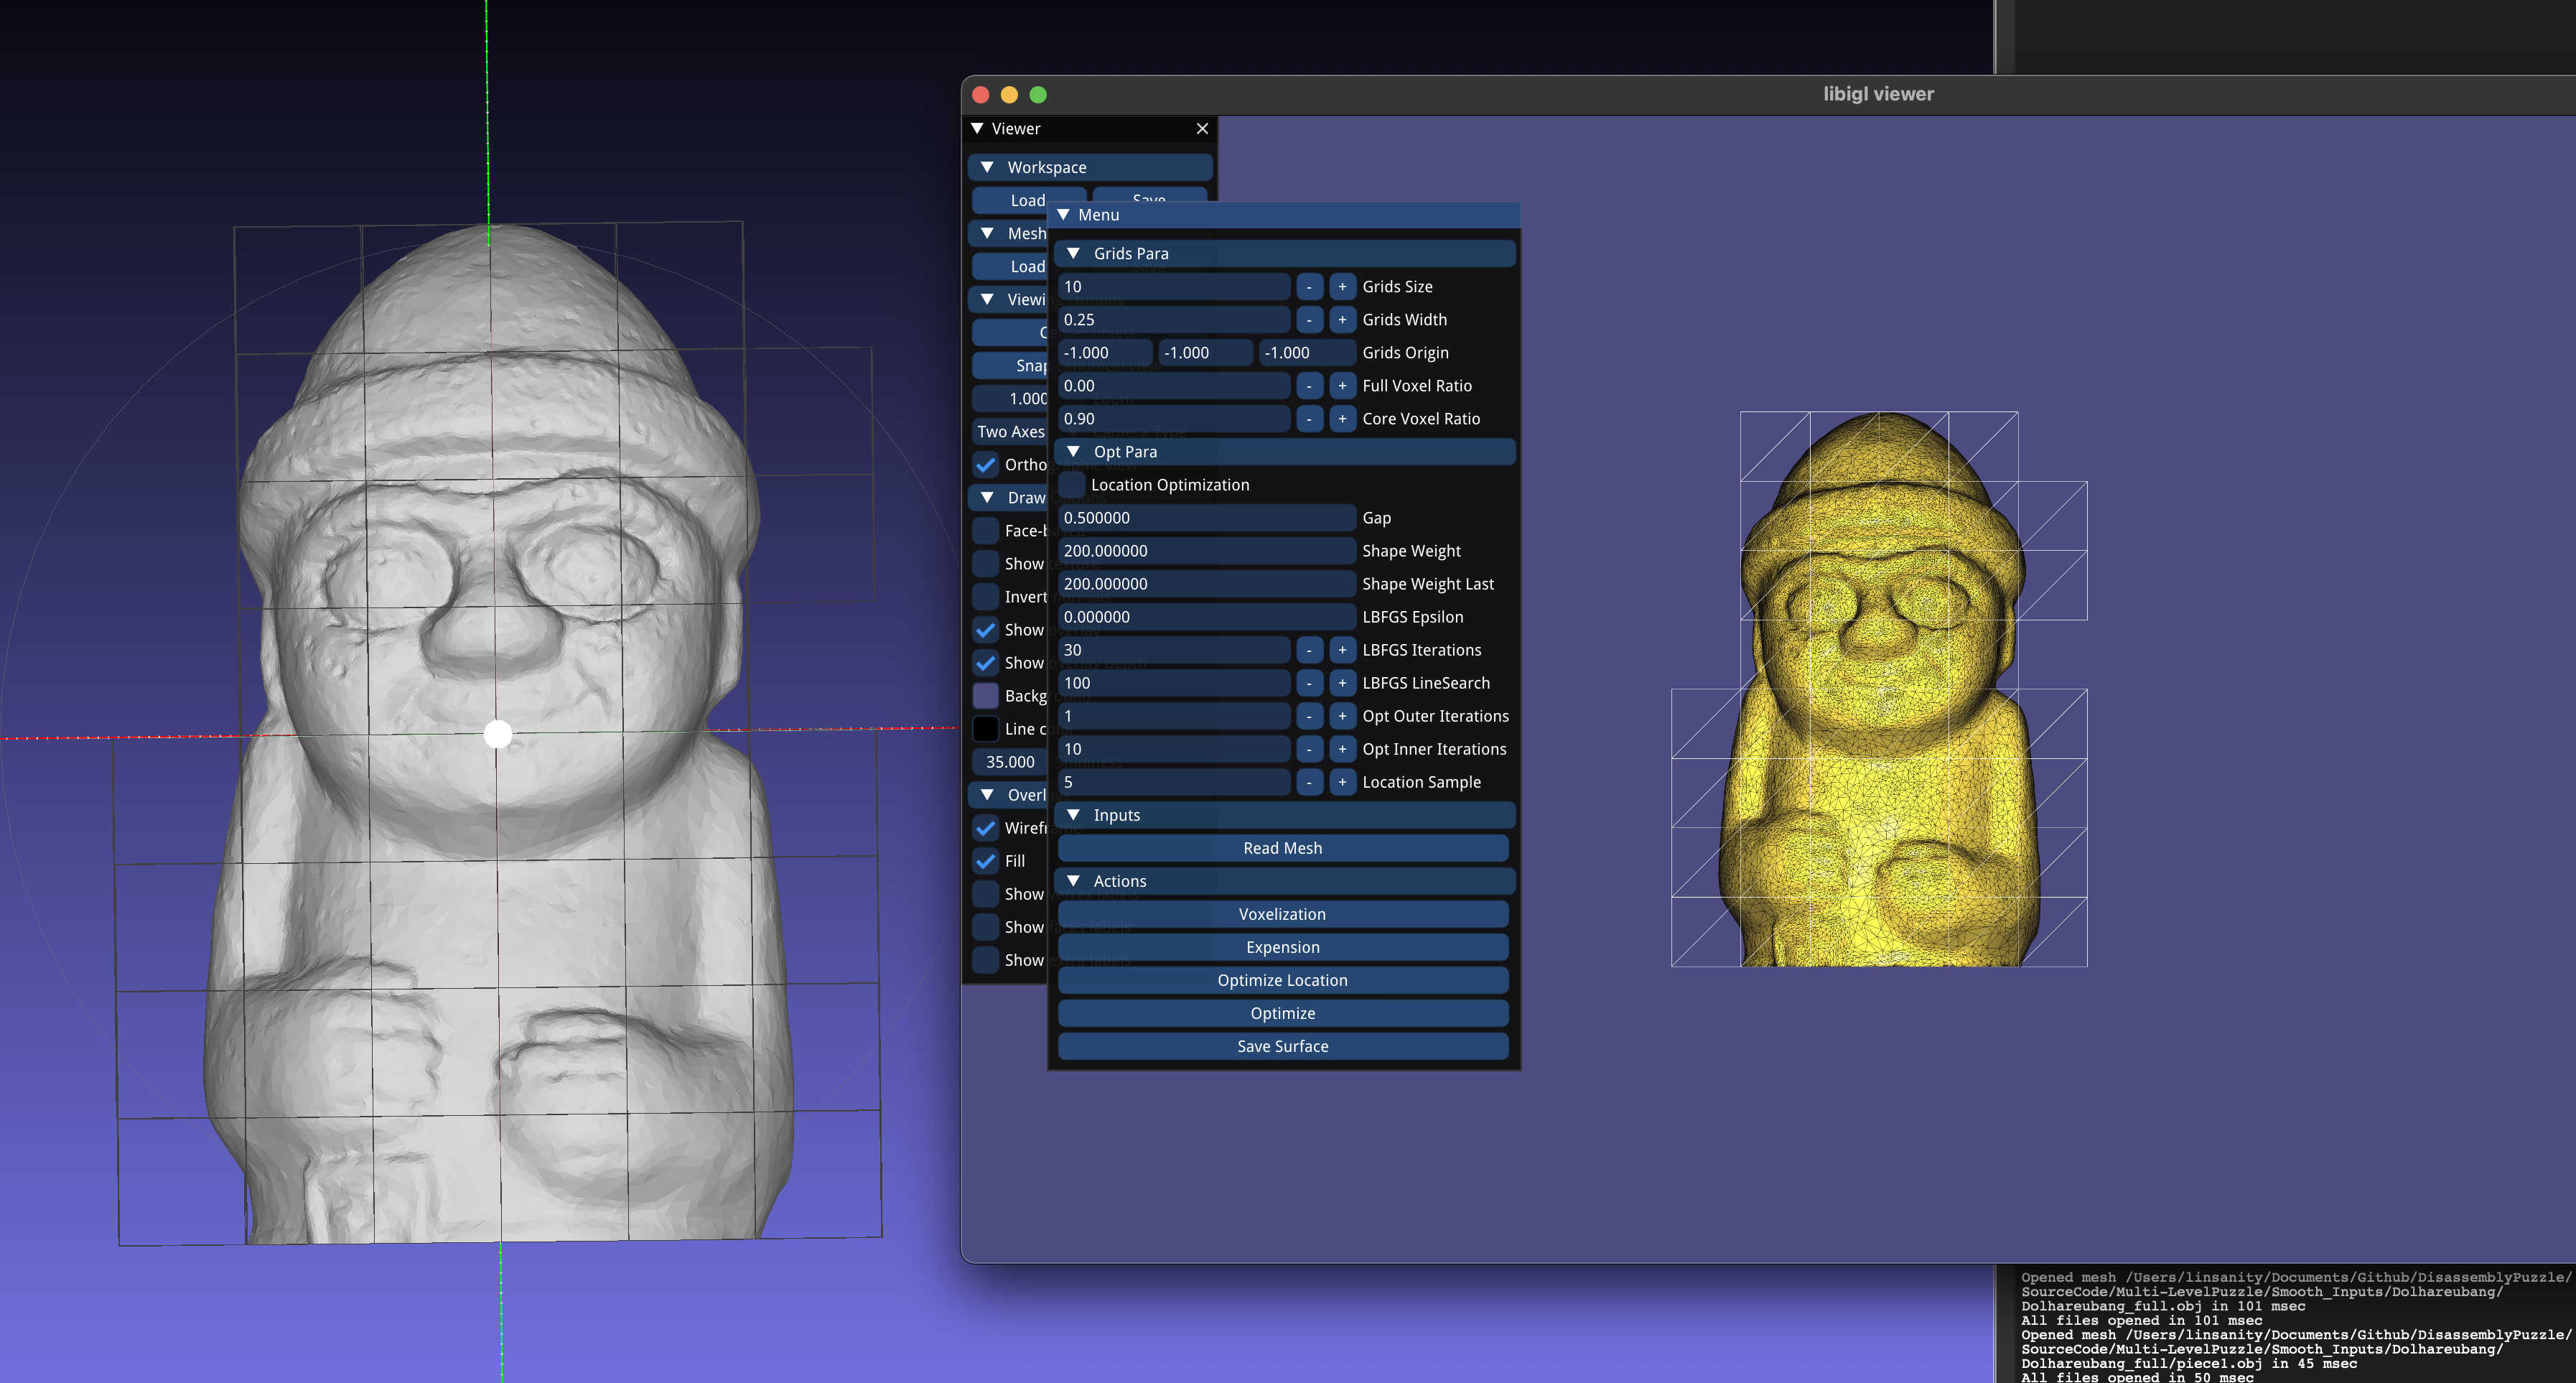 libigl viewer
Viewer
Workspace
Load Save
Menu
Mesh
Grids Para
Load
10 - + Grids Size
0.25 - + Grids Width
-1.000 -1.000 -1.000 Grids Origin
0.00 - + Full Voxel Ratio
1.000
0.90 - + Core Voxel Ratio
Two Axes Camera Type
Opt Para
Location Optimization
Draw
0.500000 Gap
200.000000 Shape Weight
Show
200.000000 Shape Weight Last
Invert
0.000000 LBFGS Epsilon
Show
30 - + LBFGS Iterations
Show
100 - + LBFGS LineSearch
1 - + Opt Outer Iterations
Line
10 - + Opt Inner Iterations
35.000
5 - + Location Sample
Inputs
Read Mesh
Fill
Actions
Show
Voxelization
Show
Expension
Show extra labels
Optimize Location
Optimize
Save Surface
Opened mesh /Users/linsanity/Documents/Github/DisassemblyPuzzle/
SourceCode/Multi-LevelPuzzle/Smooth_Inputs/Dolhareubang/
Dolhareubang_full.obj in 101 msec
All files opened in 101 msec
Opened mesh /Users/linsanity/Documents/Github/DisassemblyPuzzle/
SourceCode/Multi-LevelPuzzle/Smooth_Inputs/Dolhareubang/
Dolhareubang_full/piece1.obj in 45 msec
All files opened in 50 msec